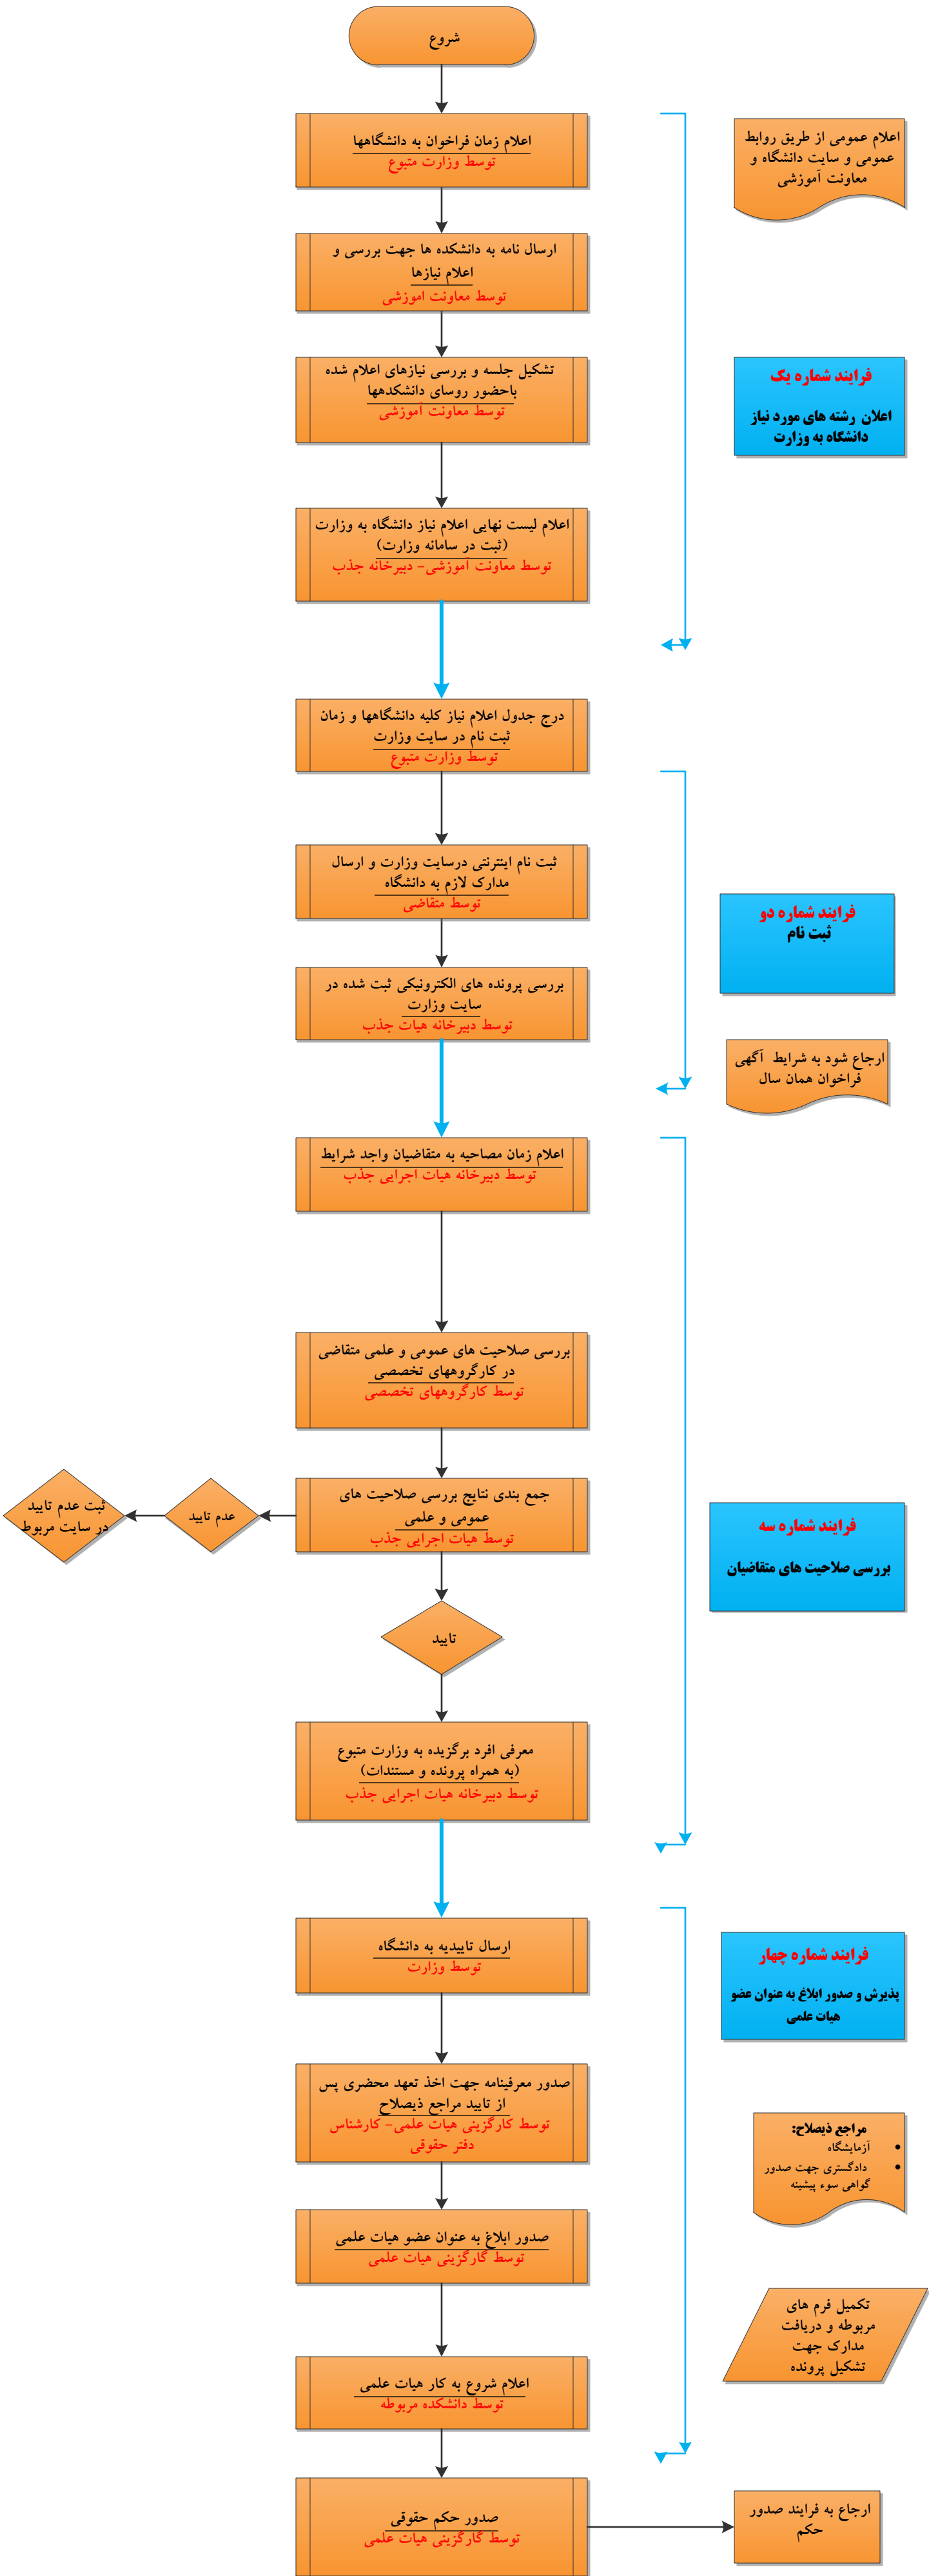 شروع
اعلام زمان فراخوان به دانشگاهها
توسط وزارت متبوع
اعلام عمومی از طریق روابط
عمومی و سایت دانشگاه و
معاونت آموزشی
ارسال نامه به دانشکده ها جهت بررسی و
اعلام نیازها
توسط معاونت اموزشی
تشکیل جلسه و بررسی نیازهای اعلام شده
باحضور روسای دانشکدهها
توسط معاونت آموزشی
فرایند شماره یک
اعلان رشته های مورد نیاز
دانشگاه به وزارت
اعلام لیست نهایی اعلام نیاز دانشگاه به وزارت
(ثبت در سامانه وزارت)
توسط معاونت آموزشی- دبیرخانه جذب
درج جدول اعلام نیاز کلیه دانشگاهها و زمان
ثبت نام در سایت وزارت
توسط وزارت متبوع
ثبت نام اینترنتی درسایت وزارت و ارسال
مدارک لازم به دانشگاه
توسط متقاضی
فرایند شماره دو
ثبت نام
بررسی پرونده های الکترونیکی ثبت شده در
سایت وزارت
توسط دبیرخانه هیات جذب
ارجاع شود به شرایط آگهی
فراخوان همان سال
اعلام زمان مصاحبه به متقاضیان واجد شرایط
توسط دبیرخانه هیات اجرایی جذب
بررسی صلاحیت های عمومی و علمی متقاضی
در کارگروههای تخصصی
توسط کارگروههای تخصصی
جمع بندی نتایج بررسی صلاحیت های
عمومی و علمی
توسط هیات اجرایی جذب
عدم تایید
ثبت عدم تایید
در سایت مربوط
فرایند شماره سه
بررسی صلاحیت های متقاضیان
تایید
معرفی افرد برگزیده به وزارت متبوع
(به همراه پرونده و مستندات)
توسط دبیرخانه هیات اجرایی جذب
ارسال تاییدیه به دانشگاه
توسط وزارت
فرایند شماره چهار
پذیرش و صدور ابلاغ به عنوان عضو
هیات علمی
صدور معرفینامه جهت اخذ تعهد محضری پس
از تایید مراجع ذیصلاح
توسط کارگزینی هیات علمی- کارشناس
دفتر حقوقی
مراجع ذیصلاح:
• آزمایشگاه
• دادگستری جهت صدور
گواهی سوء پیشینه
صدور ابلاغ به عنوان عضو هیات علمی
توسط گارگزینی هیات علمی
تکمیل فرم های
مربوطه و دریافت
مدارک جهت
تشکیل پرونده
اعلام شروع به کار هیات علمی
توسط دانشکده مربوطه
صدور حکم حقوقی
توسط گارگزینی هیات علمی
ارجاع به فرایند صدور
حکم